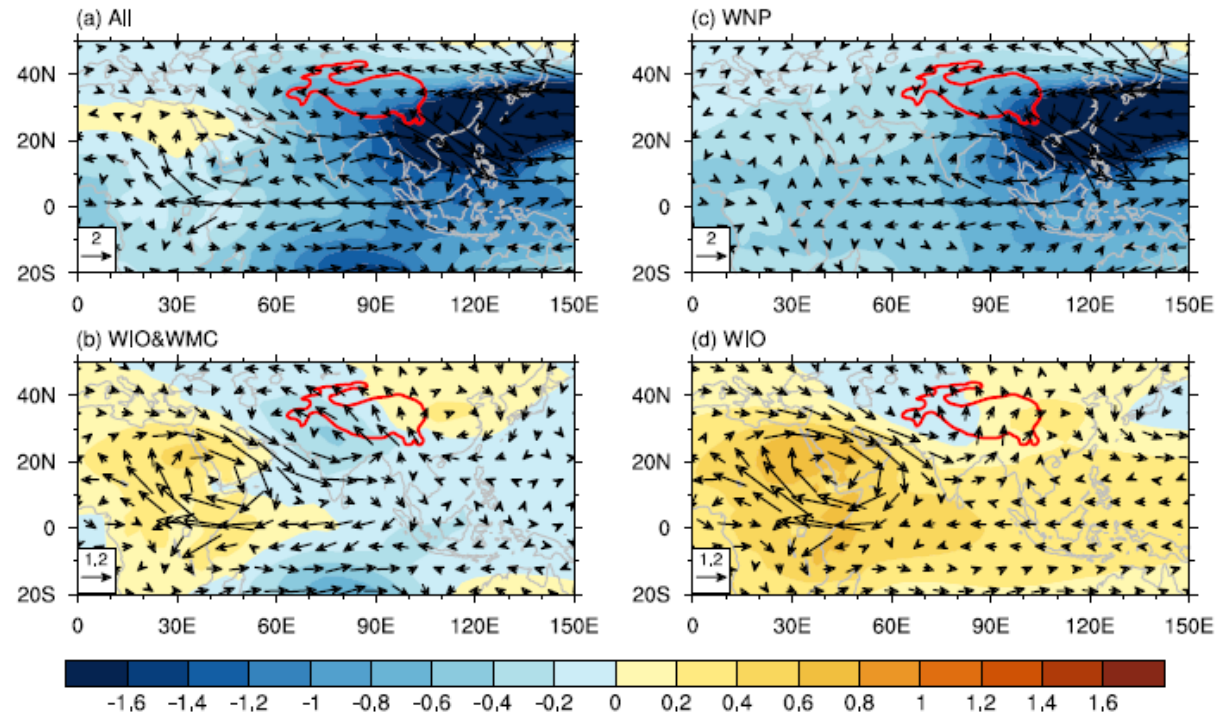 (a) All
40N
20N
0
20S
2
0 30E 60E 90E 120E 150E
(c) WNP
40N
20N
0
20S
2
0 30E 60E 90E 120E 150E
(b) WIO&WMC
40N
20N
0
20S
1,2
0 30E 60E 90E 120E 150E
(d) WIO
40N
20N
0
20S
1,2
0 30E 60E 90E 120E 150E
-1,6 -1,4 -1,2 -1 -0,8 -0,6 -0,4 -0,2 0 0,2 0,4 0,6 0,8 1 1,2 1,4 1,6